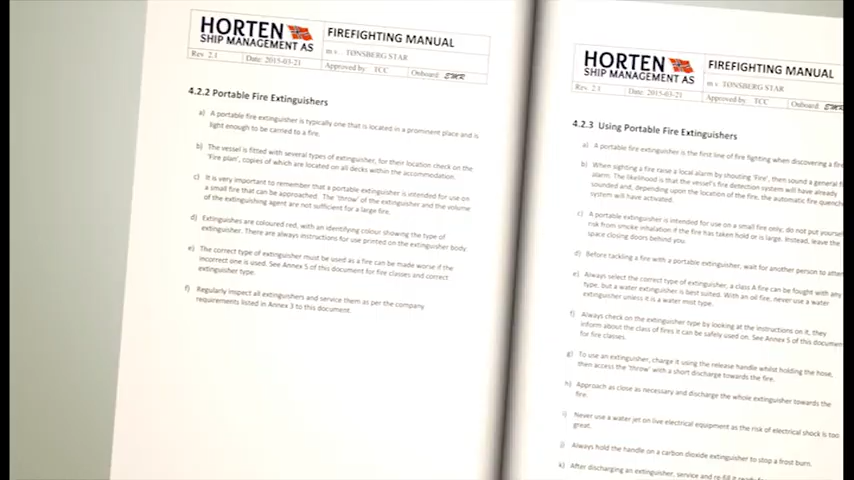 HORTEN
SHIP MANAGEMENT AS
FIREFIGHTING MANUAL
m v. TØNSBERG STAR
Rev 2.1 Date: 2015-03-21 Approved by: TCC Onboard:
4.2.2 Portable Fire Extinguishers
a) A portable fire extinguisher is typically one that is located in a prominent place and is
light enough to be carried to a fire.
b) The vessel is fitted with several types of extinguisher, for their location check on the
'Fire plan', copies of which are located on all decks within the accommodation.
c) It is very important to remember that a portable extinguisher is intended for use on
a small fire that can be approached. The 'throw' of the extinguisher and the volume
of the extinguishing agent are not sufficient for a large fire.
d) Extinguishes are coloured red, with an identifying colour showing the type of
extinguisher. There are always instructions for use printed on the extinguisher body.
e) The correct type of extinguisher must be used as a fire can be made worse if the
incorrect one is used. See Annex 5 of this document for fire classes and correct
extinguisher type.
f) Regularly inspect all extinguishers and service them as per the company
requirements listed in Annex 3 to this document.
HORTEN
SHIP MANAGEMENT AS
FIREFIGHTING MANUAL
m v. TØNSBERG STAR
Rev 2.1 Date: 2015-03-21 Approved by: TCC Onboard:
4.2.3 Using Portable Fire Extinguishers
a) A portable fire extinguisher is the first line of fire fighting when discovering a fire
b) When sighting a fire raise a local alarm by shouting 'Fire', then sound a general f
alarm. The likelihood is that the vessel's fire detection system will have already
sounded and, depending upon the location of the fire, the automatic fire quench
system will have activated.
c) A portable extinguisher is intended for use on a small fire only, do not put yourse
risk from smoke inhalation if the fire has taken hold or is large. Instead, leave the
space closing doors behind you.
d) Before tackling a fire with a portable extinguisher, wait for another person to atten
e) Always select the correct type of extinguisher, a class A fire can be fought with any
type, but a water extinguisher is best suited. With an oil fire, never use a water
extinguisher unless it is a water mist type.
f) Always check on the extinguisher type by looking at the instructions on it, they
inform about the class of fires it can be safely used on. See Annex 5 of this documen
for fire classes.
g) To use an extinguisher, charge it using the release handle whilst holding the hose,
then access the 'throw' with a short discharge towards the fire.
h) Approach as close as necessary and discharge the whole extinguisher towards the
fire.
i) Never use a water jet on live electrical equipment as the risk of electrical shock is too
great.
j) Always hold the handle on a carbon dioxide extinguisher to stop a frost burn.
k) After discharging an extinguisher, service and re-fill it ready f